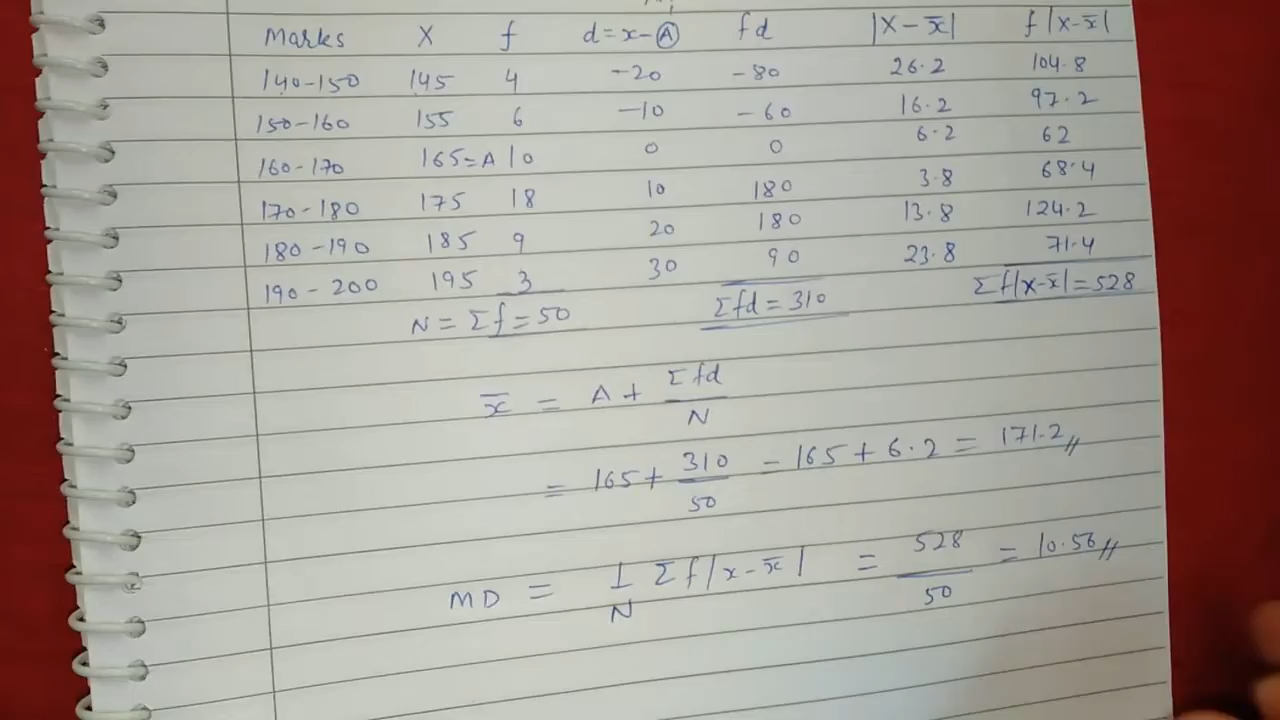 Marks X f d=x-Ⓐ fd |X-x̄| f|X-x̄|
140-150 145 4 -20 -80 26.2 104.8
150-160 155 6 -10 -60 16.2 97.2
160-170 165=A 10 0 0 6.2 62
170-180 175 18 10 180 3.8 68.4
180-190 185 9 20 180 13.8 124.2
190-200 195 3 30 90 23.8 71.4
N = Σf = 50 Σfd = 310 Σf|X-x̄| = 528
x̄ = A + Σfd/N
= 165 + 310/50 - 165 + 6.2 = 171.2//
MD = 1/N Σf|x-x̄| = 528/50 = 10.56//